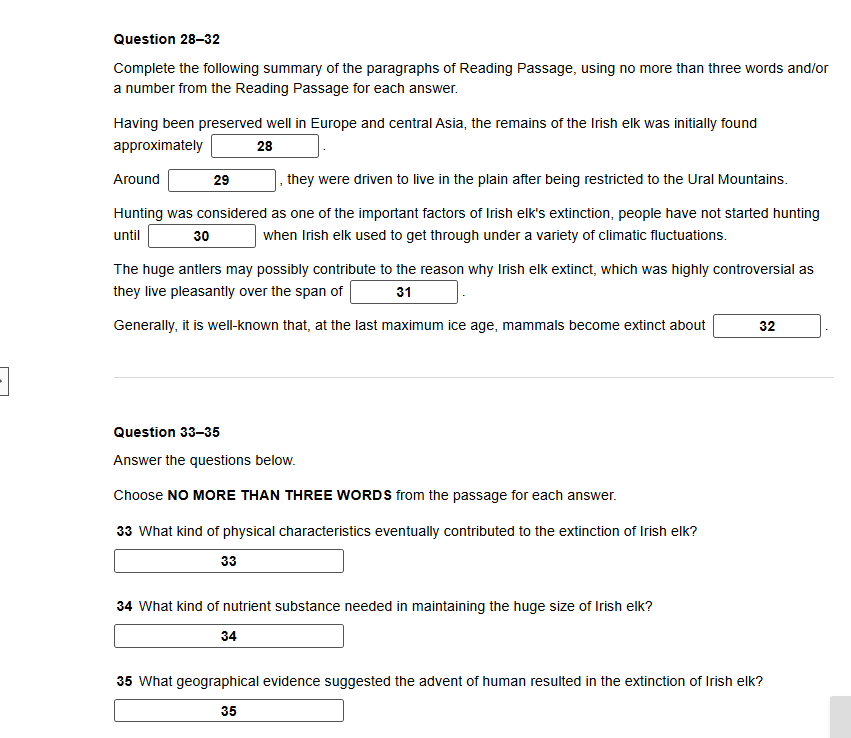 Question 28–32
Complete the following summary of the paragraphs of Reading Passage, using no more than three words and/or
a number from the Reading Passage for each answer.
Having been preserved well in Europe and central Asia, the remains of the Irish elk was initially found
approximately 28 .
Around 29 , they were driven to live in the plain after being restricted to the Ural Mountains.
Hunting was considered as one of the important factors of Irish elk's extinction, people have not started hunting
until 30 when Irish elk used to get through under a variety of climatic fluctuations.
The huge antlers may possibly contribute to the reason why Irish elk extinct, which was highly controversial as
they live pleasantly over the span of 31 .
Generally, it is well-known that, at the last maximum ice age, mammals become extinct about 32 .
Question 33–35
Answer the questions below.
Choose NO MORE THAN THREE WORDS from the passage for each answer.
33 What kind of physical characteristics eventually contributed to the extinction of Irish elk?
33
34 What kind of nutrient substance needed in maintaining the huge size of Irish elk?
34
35 What geographical evidence suggested the advent of human resulted in the extinction of Irish elk?
35